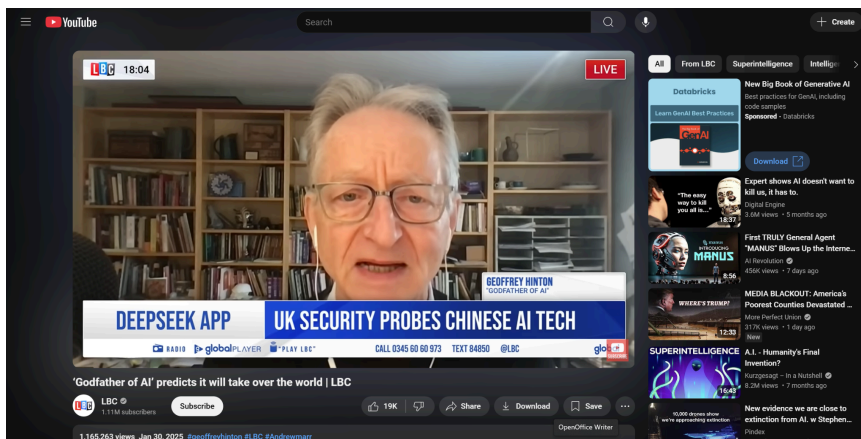 YouTube
Search
Create
LBC 18:04
LIVE
GEOFFREY HINTON
"GODFATHER OF AI"
DEEPSEEK APP
UK SECURITY PROBES CHINESE AI TECH
RADIO
globalPLAYER
"PLAY LBC"
CALL 0345 60 60 973
TEXT 84850
@LBC
'Godfather of AI' predicts it will take over the world | LBC
LBC
1.11M subscribers
Subscribe
19K
Share
Download
Save
OpenOffice Writer
1,165,263 views Jan 30, 2025 #geoffreyhinton #LBC #Andrewmarr
All
From LBC
Superintelligence
Intellige
Databricks
Learn GenAI Best Practices
GenAI
New Big Book of Generative AI
Best practices for GenAI, including
code samples
Sponsored · Databricks
Download
"The easy
way to kill
you all is..."
18:37
Expert shows AI doesn't want to
kill us, it has to.
Digital Engine
3.6M views • 5 months ago
INTRODUCING
MANUS
8:56
First TRULY General Agent
"MANUS" Blows Up the Interne...
AI Revolution
456K views • 7 days ago
WHERE'S TRUMP!
12:33
MEDIA BLACKOUT: America's
Poorest Counties Devastated ...
More Perfect Union
317K views • 1 day ago
New
SUPERINTELLIGENCE
16:43
A.I. - Humanity's Final
Invention?
Kurzgesagt – In a Nutshell
8.2M views • 7 months ago
10,000 drones show
we're approaching extinction
New evidence we are close to
extinction from AI. w Stephen...
Pindex